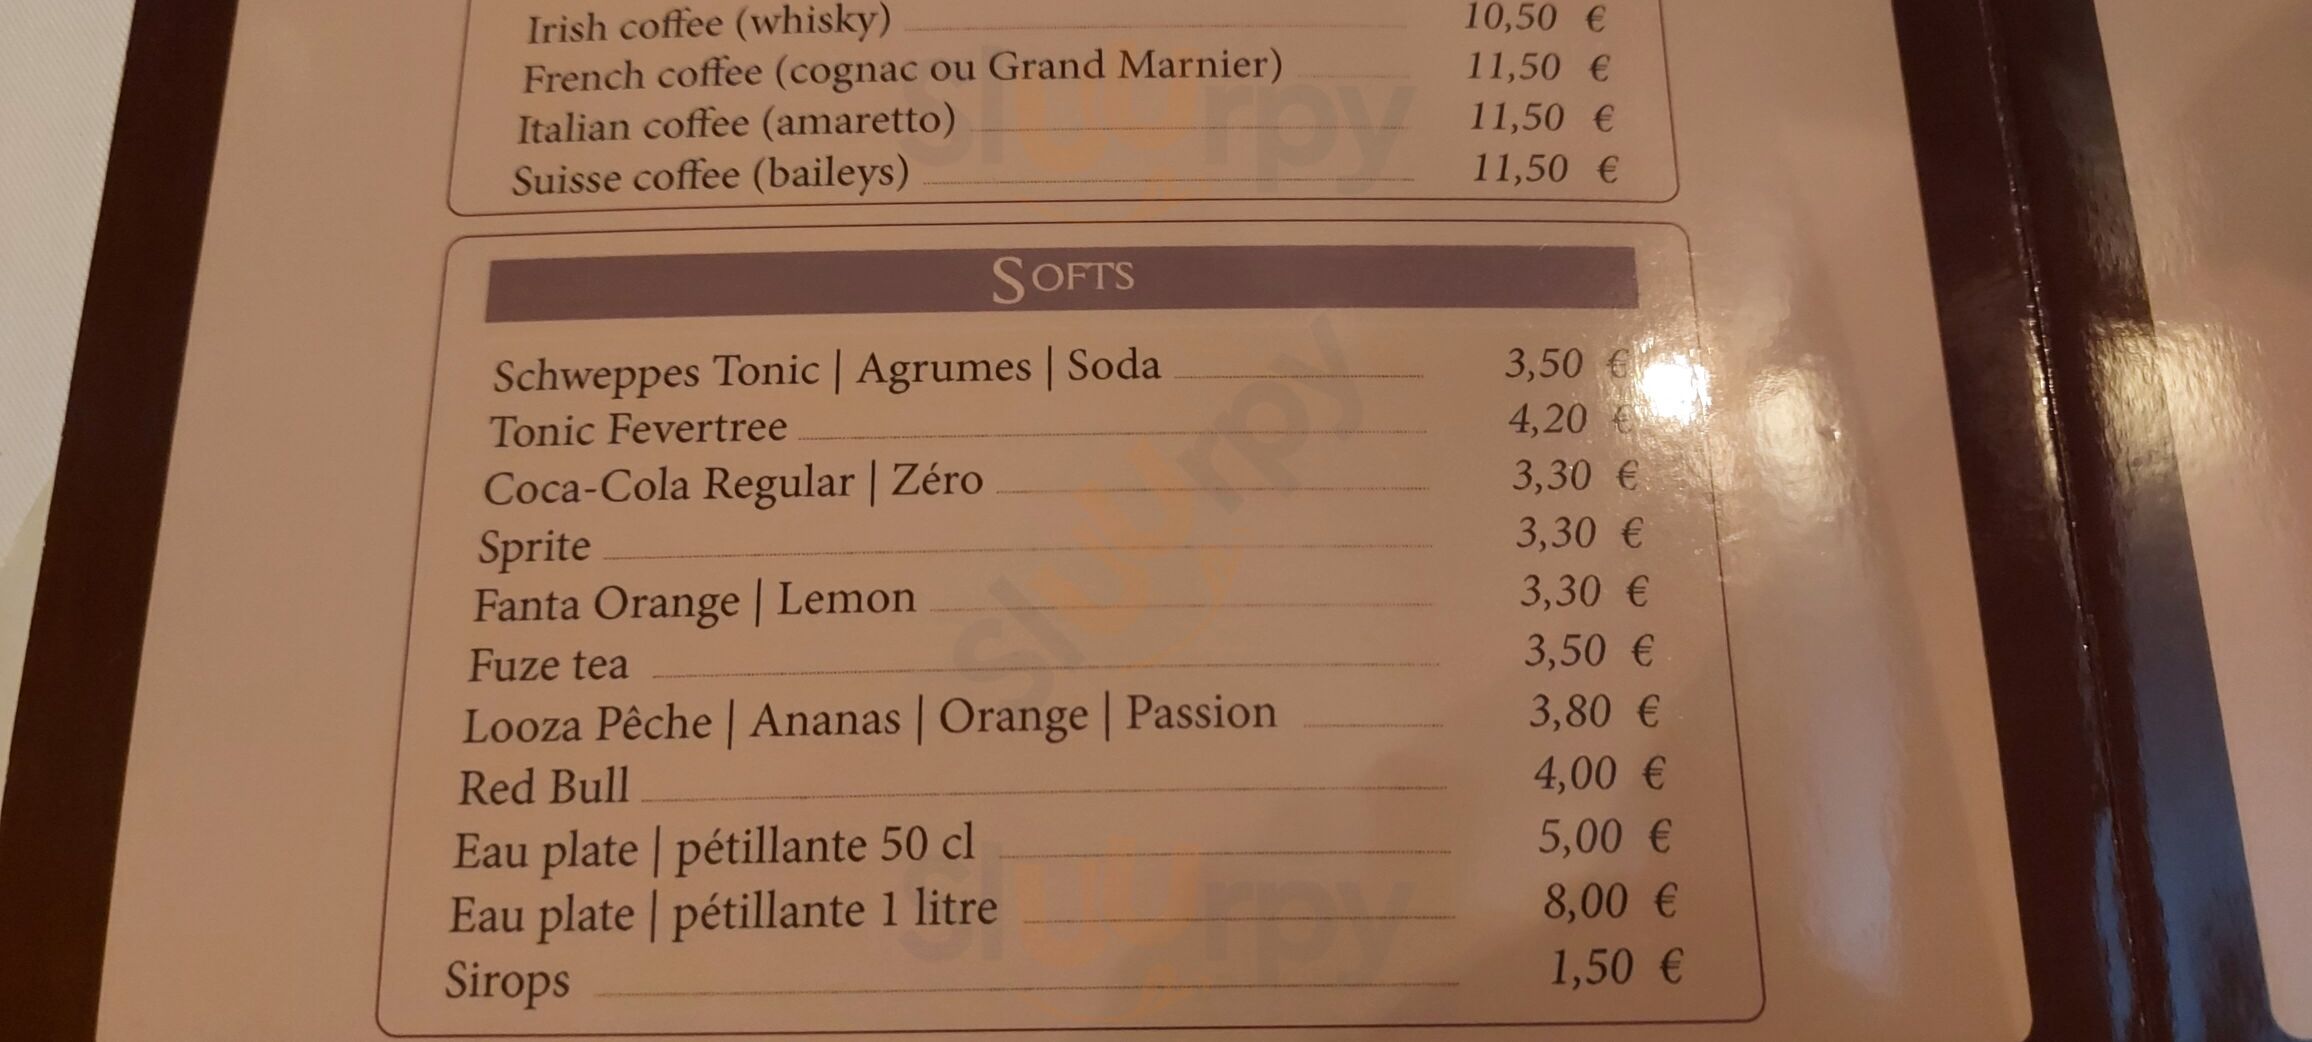 Irish coffee (whisky) 10,50 €
French coffee (cognac ou Grand Marnier) 11,50 €
Italian coffee (amaretto) 11,50 €
Suisse coffee (baileys) 11,50 €
SOFTS
Schweppes Tonic | Agrumes | Soda 3,50 €
Tonic Fevertree 4,20 €
Coca-Cola Regular | Zéro 3,30 €
Sprite 3,30 €
Fanta Orange | Lemon 3,30 €
Fuze tea 3,50 €
Looza Pêche | Ananas | Orange | Passion 3,80 €
Red Bull 4,00 €
Eau plate | pétillante 50 cl 5,00 €
Eau plate | pétillante 1 litre 8,00 €
Sirops 1,50 €
sluurpy
sluurpy
sluurpy